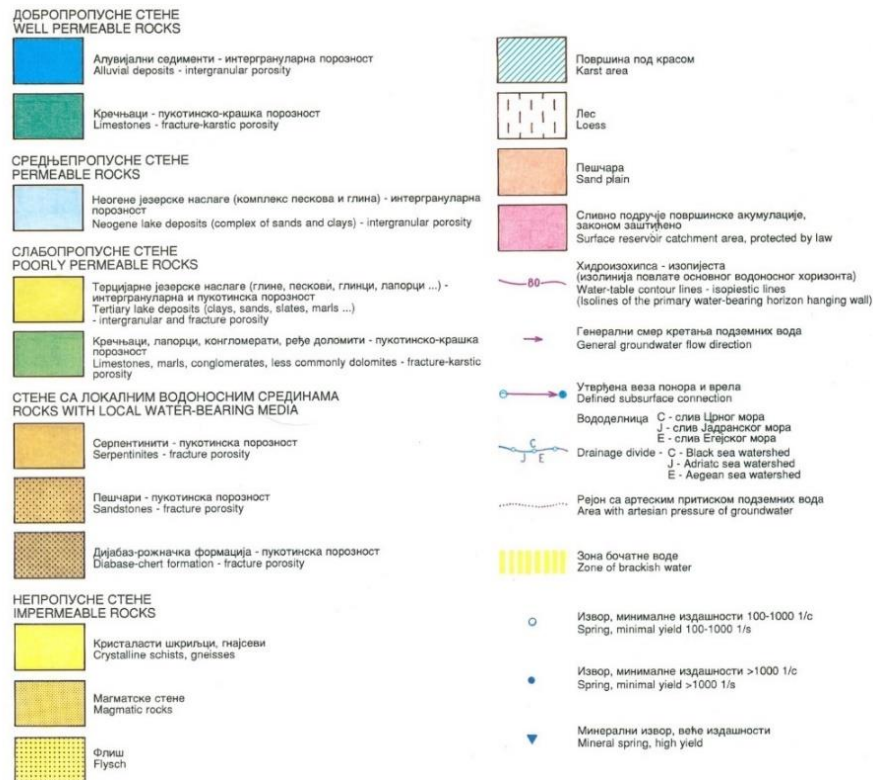 ДОБРОПРОПУСНЕ СТЕНЕ
WELL PERMEABLE ROCKS
Алувијални седименти - интергрануларна порозност
Alluvial deposits - intergranular porosity
Кречњаци - пукотинско-крашка порозност
Limestones - fracture-karstic porosity
СРЕДЊЕПРОПУСНЕ СТЕНЕ
PERMEABLE ROCKS
Неогене језерске наслаге (комплекс пескова и глина) - интергрануларна
порозност
Neogene lake deposits (complex of sands and clays) - intergranular porosity
СЛАБОПРОПУСНЕ СТЕНЕ
POORLY PERMEABLE ROCKS
Терцијарне језерске наслаге (глине, пескови, глинци, лапорци ...) -
интергрануларна и пукотинска порозност
Tertiary lake deposits (clays, sands, slates, marls ...)
- intergranular and fracture porosity
Кречњаци, лапорци, конгломерати, ређе доломити - пукотинско-крашка
порозност
Limestones, marls, conglomerates, less commonly dolomites - fracture-karstic
porosity
СТЕНЕ СА ЛОКАЛНИМ ВОДОНОСНИМ СРЕДИНАМА
ROCKS WITH LOCAL WATER-BEARING MEDIA
Серпентинити - пукотинска порозност
Serpentinites - fracture porosity
Пешчари - пукотинска порозност
Sandstones - fracture porosity
Дијабаз-рожначка формација - пукотинска порозност
Diabase-chert formation - fracture porosity
НЕПРОПУСНЕ СТЕНЕ
IMPERMEABLE ROCKS
Кристаласти шкриљци, гнајсеви
Crystalline schists, gneisses
Магматске стене
Magmatic rocks
Флиш
Flysch
Површина под красом
Karst area
Лес
Loess
Пешчара
Sand plain
Сливно подручје површинске акумулације,
законом заштићено
Surface reservoir catchment area, protected by law
80
Хидроизохипса - изопијеста
(изолинија повлате основног водоносног хоризонта)
Water-table contour lines - isopiestic lines
(Isolines of the primary water-bearing horizon hanging wall)
Генерални смер кретања подземних вода
General groundwater flow direction
Утврђена веза понора и врела
Defined subsurface connection
Вододелница С - слив Црног мора
Ј - слив Јадранског мора
Е - слив Егејског мора
C
J E
Drainage divide - C - Black sea watershed
J - Adriatc sea watershed
E - Aegean sea watershed
Рејон са артеским притиском подземних вода
Area with artesian pressure of groundwater
Зона бочатне воде
Zone of brackish water
Извор, минималне издашности 100-1000 1/с
Spring, minimal yield 100-1000 1/s
Извор, минималне издашности >1000 1/с
Spring, minimal yield >1000 1/s
Минерални извор, веће издашности
Mineral spring, high yield